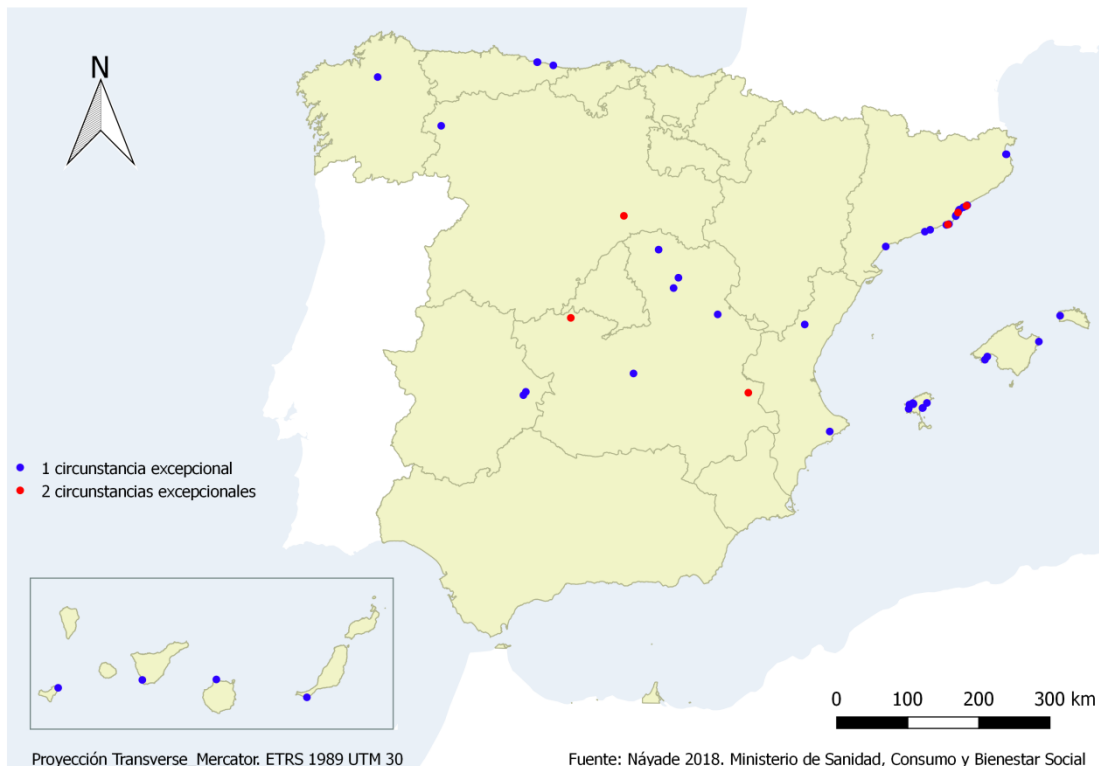 N
1 circunstancia excepcional
2 circunstancias excepcionales
0 100 200 300 km
Proyección Transverse Mercator. ETRS 1989 UTM 30
Fuente: Náyade 2018. Ministerio de Sanidad, Consumo y Bienestar Social